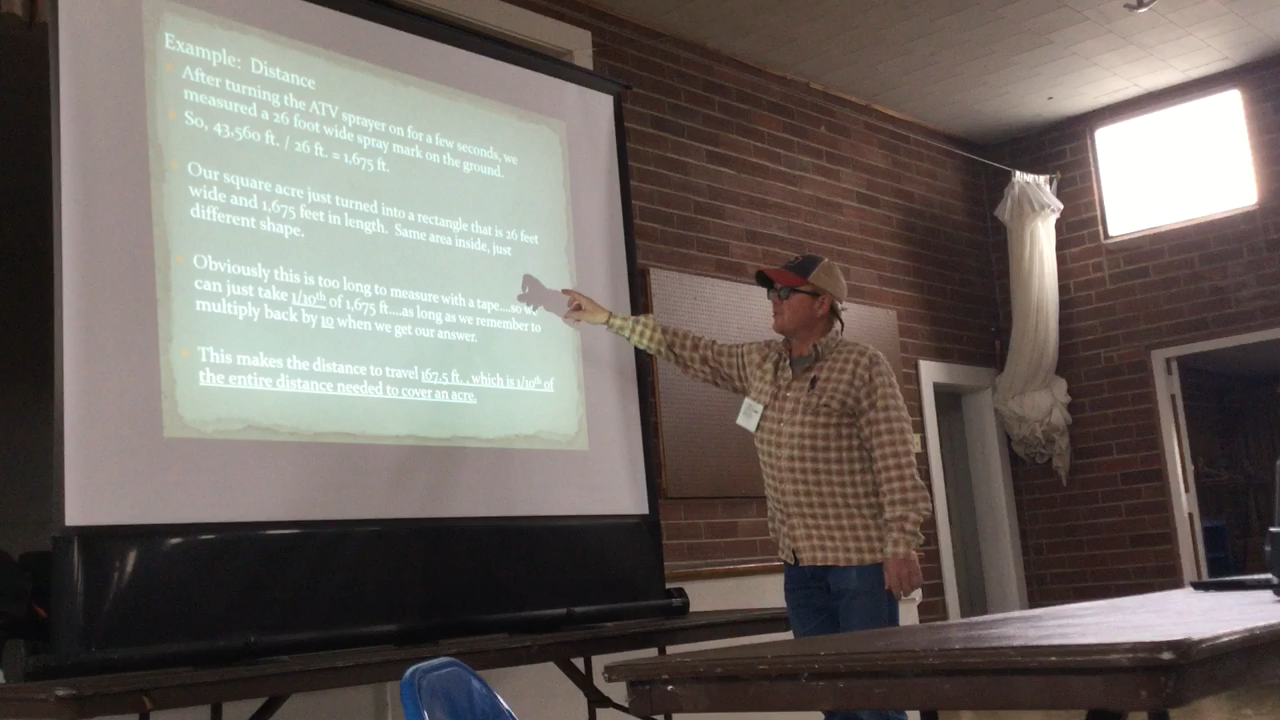 Example: Distance
After turning the ATV sprayer on for a few seconds, we
measured a 26 foot wide spray mark on the ground.
So, 43,560 ft. / 26 ft. = 1,675 ft.
Our square acre just turned into a rectangle that is 26 feet
wide and 1,675 feet in length. Same area inside, just
different shape.
Obviously this is too long to measure with a tape....so we
can just take 1/10th of 1,675 ft....as long as we remember to
multiply back by 10 when we get our answer.
This makes the distance to travel 167.5 ft. , which is 1/10th of
the entire distance needed to cover an acre.